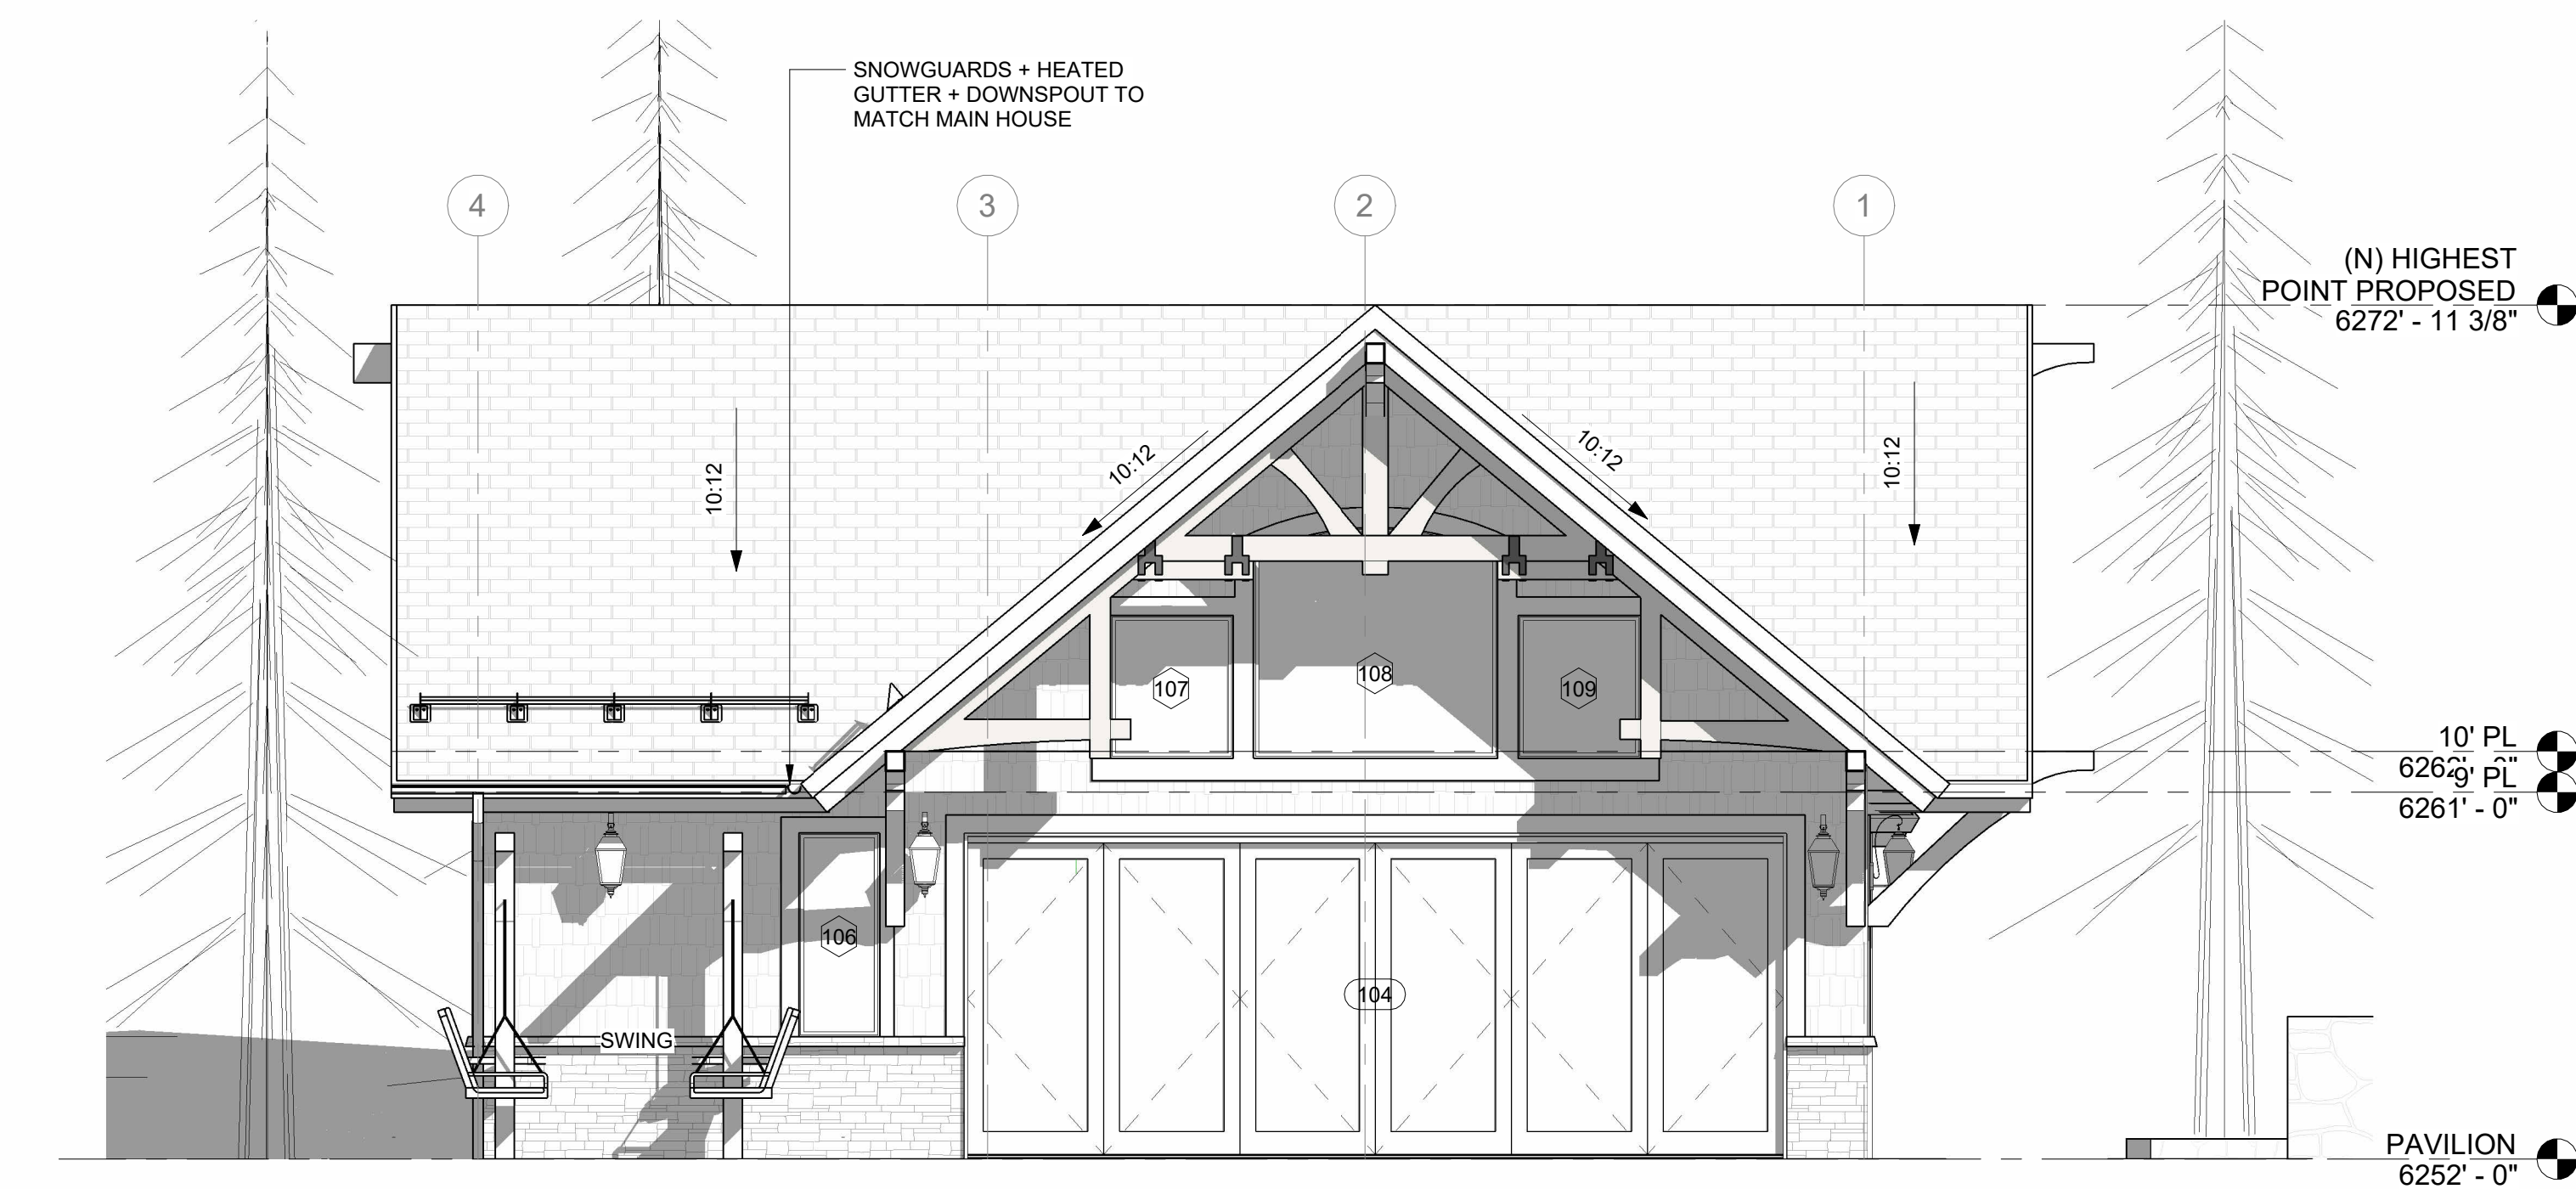 SNOWGUARDS + HEATED
GUTTER + DOWNSPOUT TO
MATCH MAIN HOUSE
4
3
2
1
(N) HIGHEST
POINT PROPOSED
6272' - 11 3/8"
10:12
10:12
10:12
10:12
107
108
109
10' PL
6262' - 0"
9' PL
6261' - 0"
106
104
SWING
PAVILION
6252' - 0"